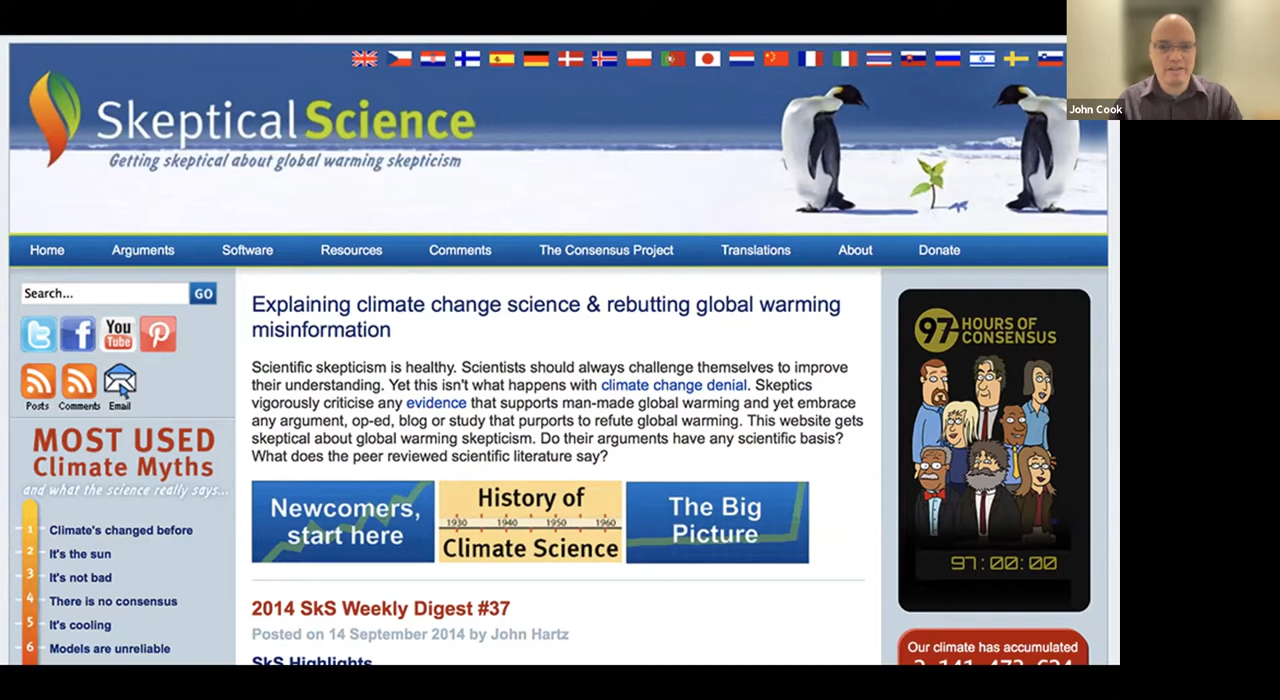 John Cook
Skeptical Science
Getting skeptical about global warming skepticism
Home Arguments Software Resources Comments The Consensus Project Translations About Donate
Search... GO
You
Tube
Posts Comments Email
MOST USED
Climate Myths
and what the science really says...
1 Climate's changed before
2 It's the sun
3 It's not bad
4 There is no consensus
5 It's cooling
6 Models are unreliable
Explaining climate change science & rebutting global warming
misinformation
Scientific skepticism is healthy. Scientists should always challenge themselves to improve
their understanding. Yet this isn't what happens with climate change denial. Skeptics
vigorously criticise any evidence that supports man-made global warming and yet embrace
any argument, op-ed, blog or study that purports to refute global warming. This website gets
skeptical about global warming skepticism. Do their arguments have any scientific basis?
What does the peer reviewed scientific literature say?
Newcomers,
start here
History of
1930 1940 1950 1960
Climate Science
The Big
Picture
2014 SkS Weekly Digest #37
Posted on 14 September 2014 by John Hartz
SkS Highlights
97 HOURS OF
CONSENSUS
97:00:00
Our climate has
accumulated